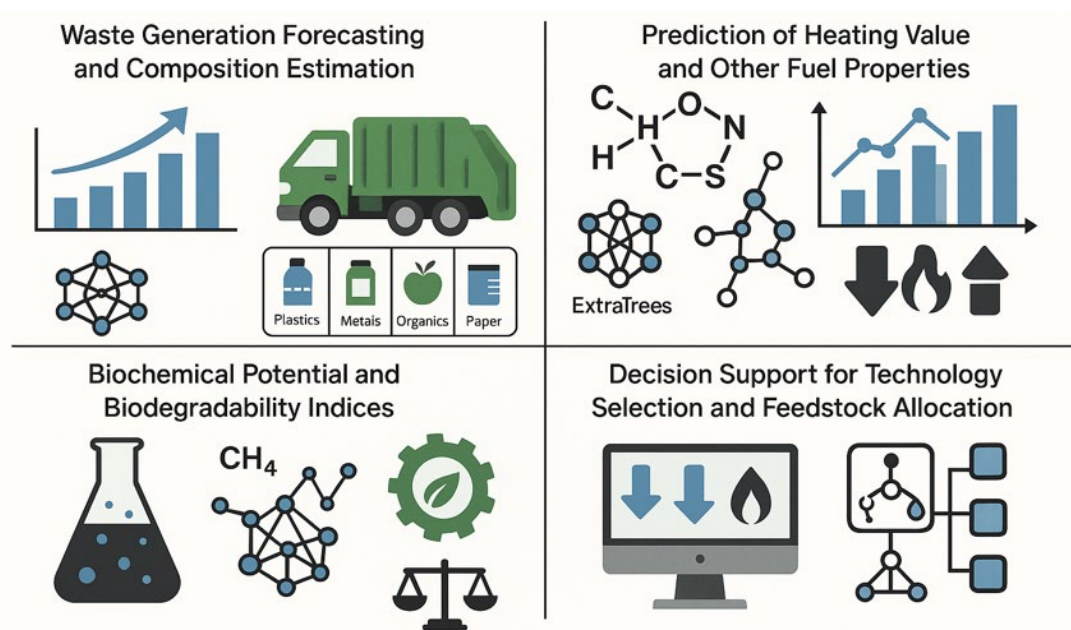 Waste Generation Forecasting
and Composition Estimation
Plastics
Metais
Organics
Paper
Prediction of Heating Value
and Other Fuel Properties
C
O
H
N
H
C
S
ExtraTrees
Biochemical Potential and
Biodegradability Indices
CH₄
Decision Support for Technology
Selection and Feedstock Allocation